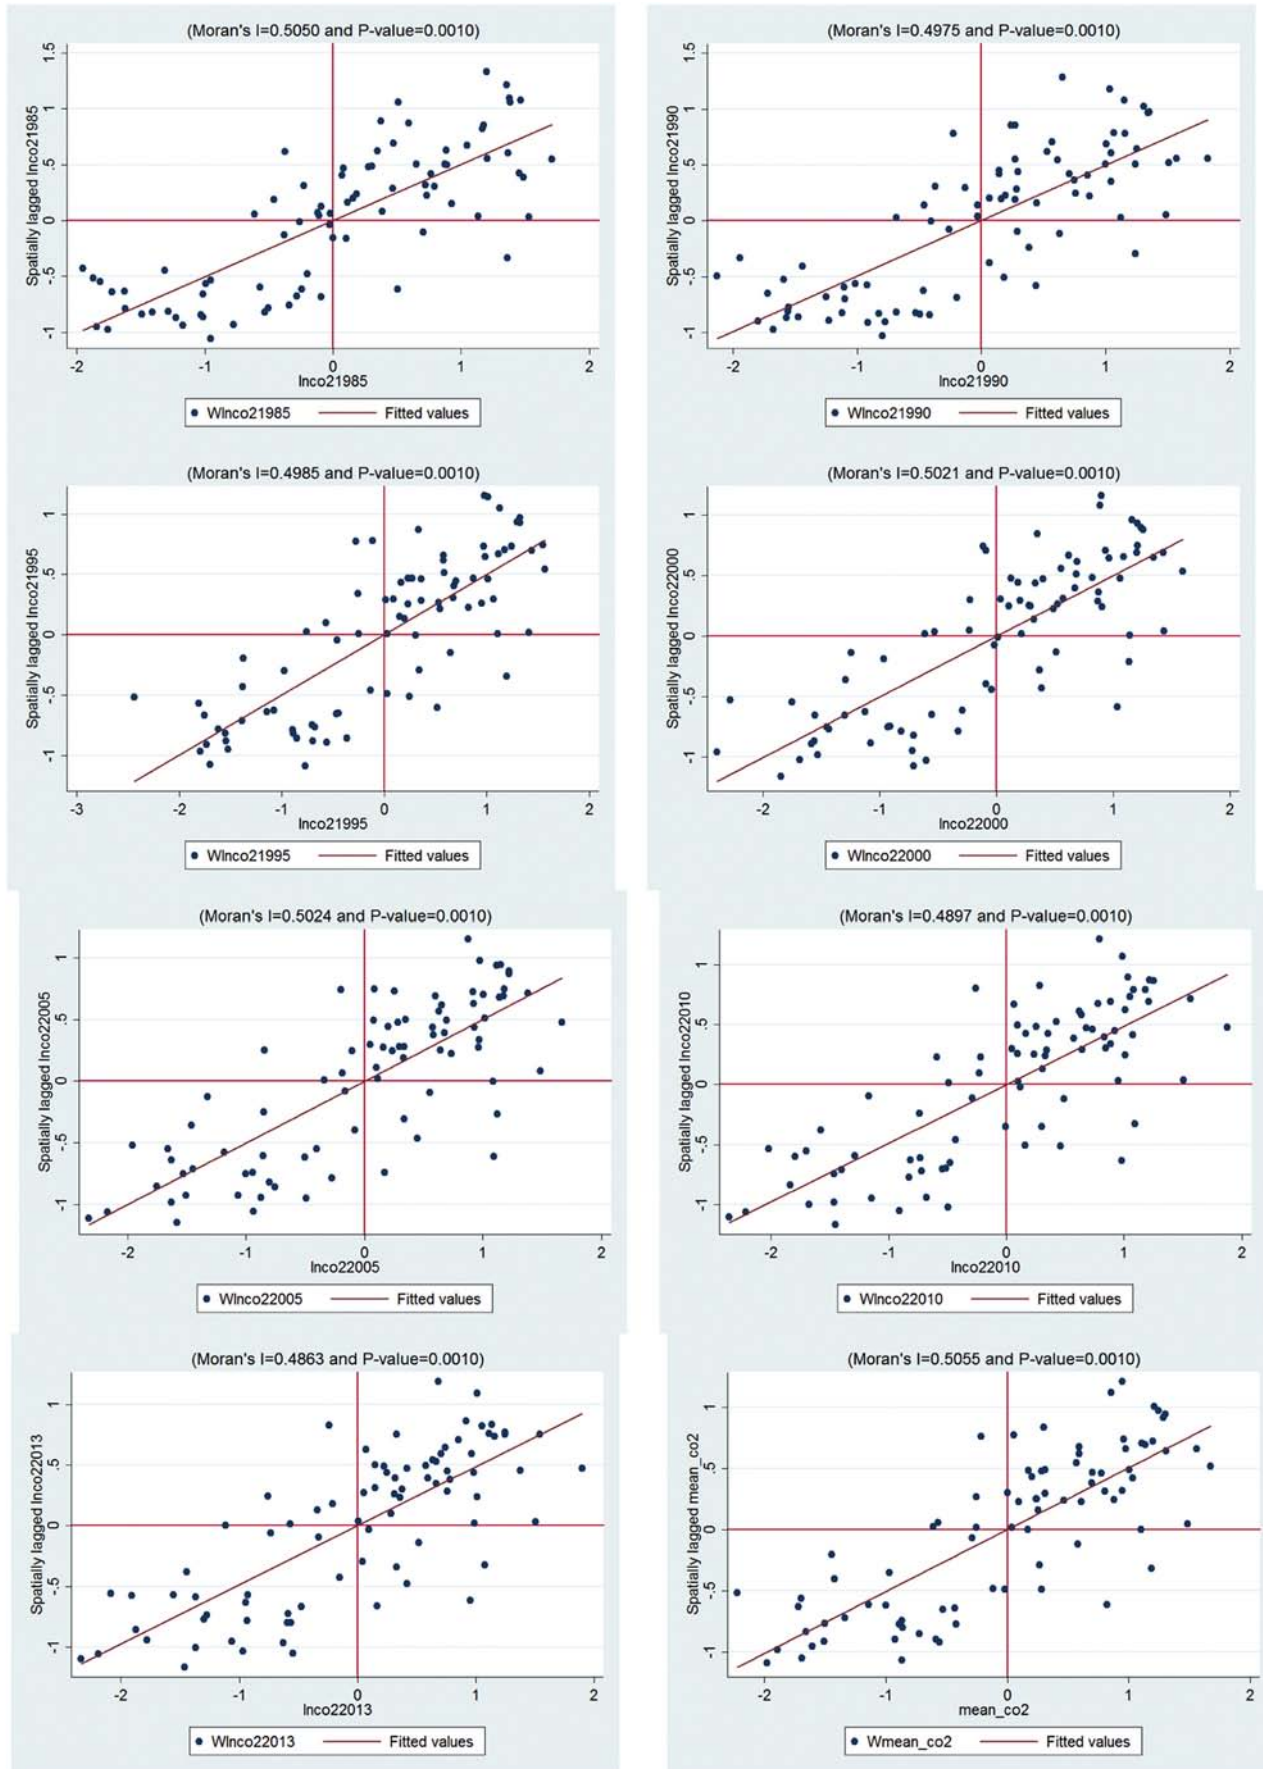 (Moran's I=0.5050 and P-value=0.0010)
Spatially lagged lnco21985
1.5
1
.5
0
-.5
-1
-2 -1 0 1 2
lnco21985
Wlnco21985 Fitted values
(Moran's I=0.4975 and P-value=0.0010)
Spatially lagged lnco21990
1.5
1
.5
0
-.5
-1
-2 -1 0 1 2
lnco21990
Wlnco21990 Fitted values
(Moran's I=0.4985 and P-value=0.0010)
Spatially lagged lnco21995
1
.5
0
-.5
-1
-3 -2 -1 0 1 2
lnco21995
Wlnco21995 Fitted values
(Moran's I=0.5021 and P-value=0.0010)
Spatially lagged lnco22000
1
.5
0
-.5
-1
-2 -1 0 1 2
lnco22000
Wlnco22000 Fitted values
(Moran's I=0.5024 and P-value=0.0010)
Spatially lagged lnco22005
1
.5
0
-.5
-1
-2 -1 0 1 2
lnco22005
Wlnco22005 Fitted values
(Moran's I=0.4897 and P-value=0.0010)
Spatially lagged lnco22010
1
.5
0
-.5
-1
-2 -1 0 1 2
lnco22010
Wlnco22010 Fitted values
(Moran's I=0.4863 and P-value=0.0010)
Spatially lagged lnco22013
1
.5
0
-.5
-1
-2 -1 0 1 2
lnco22013
Wlnco22013 Fitted values
(Moran's I=0.5055 and P-value=0.0010)
Spatially lagged mean_co2
1
.5
0
-.5
-1
-2 -1 0 1 2
mean_co2
Wmean_co2 Fitted values